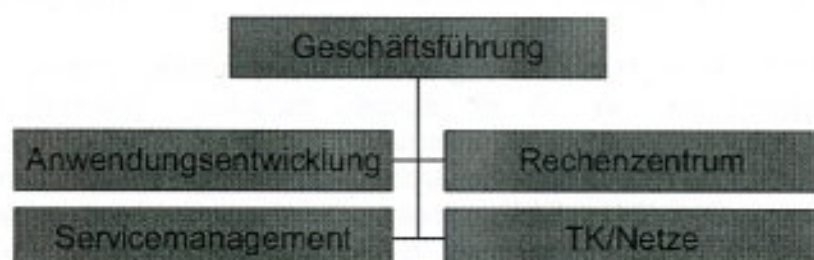 Geschäftsführung
Anwendungsentwicklung
Rechenzentrum
Servicemanagement
TK/Netze